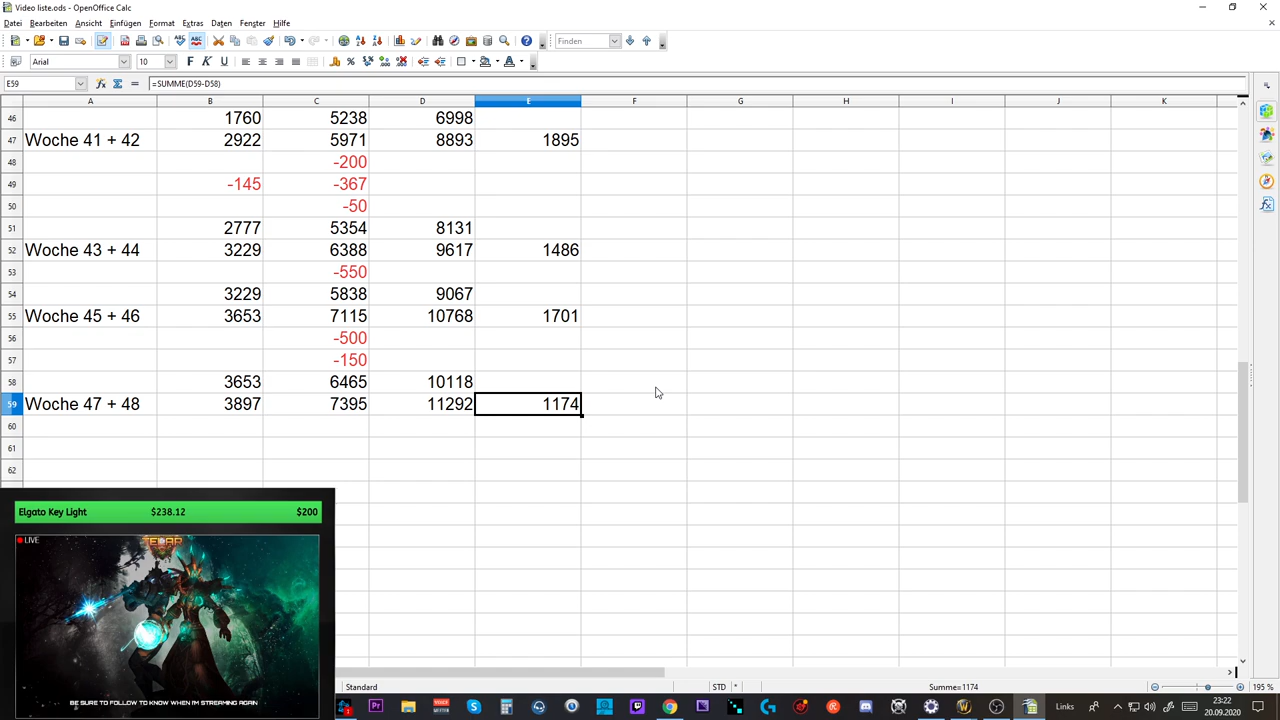 Video liste.ods - OpenOffice Calc
Datei Bearbeiten Ansicht Einfügen Format Extras Daten Fenster Hilfe
Finden
Arial 10
E59 =SUMME(D59-D58)
A B C D E F G H I J K
46 1760 5238 6998
47 Woche 41 + 42 2922 5971 8893 1895
48 -200
49 -145 -367
50 -50
51 2777 5354 8131
52 Woche 43 + 44 3229 6388 9617 1486
53 -550
54 3229 5838 9067
55 Woche 45 + 46 3653 7115 10768 1701
56 -500
57 -150
58 3653 6465 10118
59 Woche 47 + 48 3897 7395 11292 1174
60
61
62
Elgato Key Light $238.12 $200
LIVE
BE SURE TO FOLLOW TO KNOW WHEN I'M STREAMING AGAIN
Standard STD * Summe=1174 195 %
Links 23:22
20.09.2020